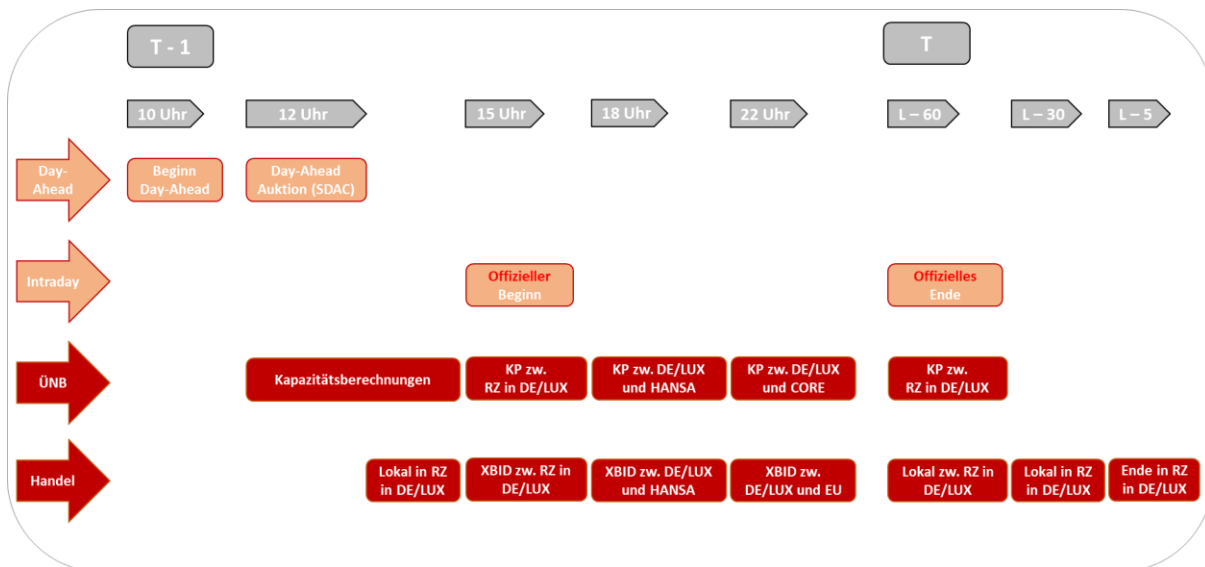 T - 1
T
10 Uhr
12 Uhr
15 Uhr
18 Uhr
22 Uhr
L – 60
L – 30
L – 5
Day-
Ahead
Beginn
Day-Ahead
Day-Ahead
Auktion (SDAC)
Intraday
Offizieller
Beginn
Offizielles
Ende
ÜNB
Kapazitätsberechnungen
KP zw.
RZ in DE/LUX
KP zw. DE/LUX
und HANSA
KP zw. DE/LUX
und CORE
KP zw.
RZ in DE/LUX
Handel
Lokal in RZ
in DE/LUX
XBID zw. RZ in
DE/LUX
XBID zw. DE/LUX
und HANSA
XBID zw.
DE/LUX und EU
Lokal zw. RZ in
DE/LUX
Lokal in RZ
in DE/LUX
Ende in RZ
in DE/LUX